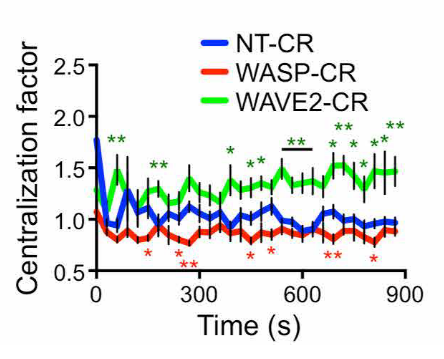 NT-CR
WASP-CR
WAVE2-CR
Centralization factor
2.5
2.0
1.5
1.0
0.5
** ** * * * ** * ** * * * * **
* * ** * * ** *
0 300 600 900
Time (s)